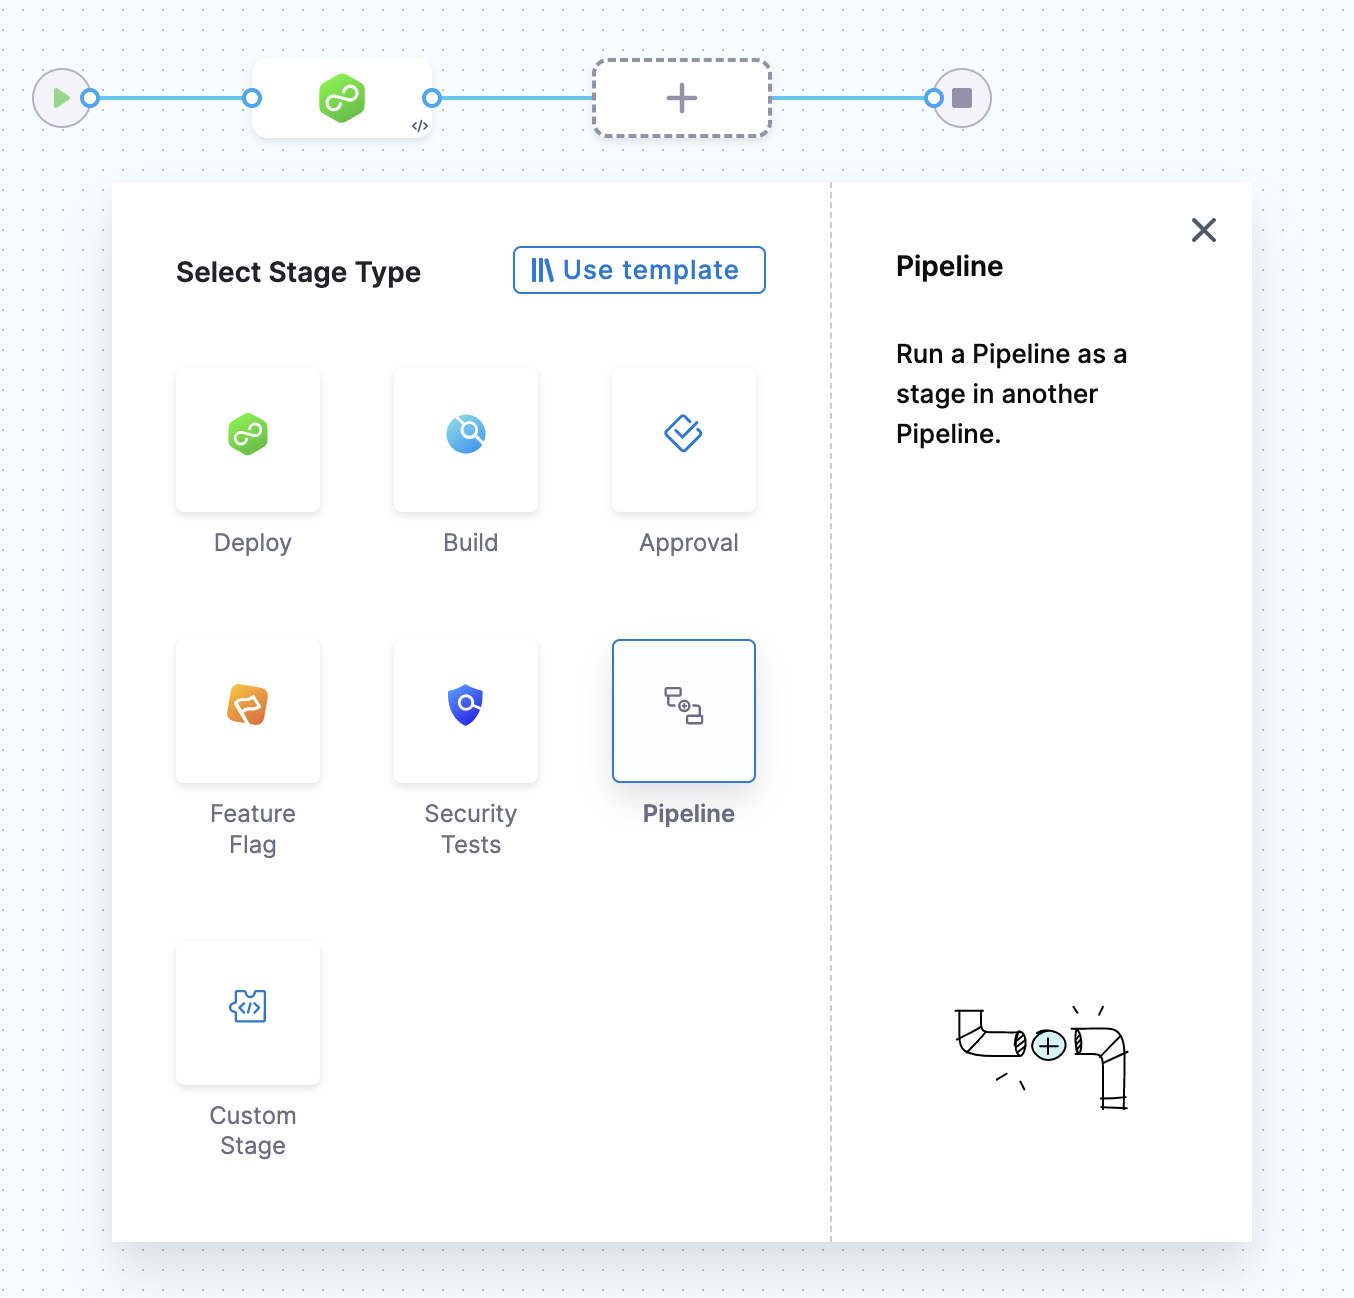 </>
Select Stage Type
Use template
Deploy
Build
Approval
Feature
Flag
Security
Tests
Pipeline
</>
Custom
Stage
Pipeline
Run a Pipeline as a
stage in another
Pipeline.